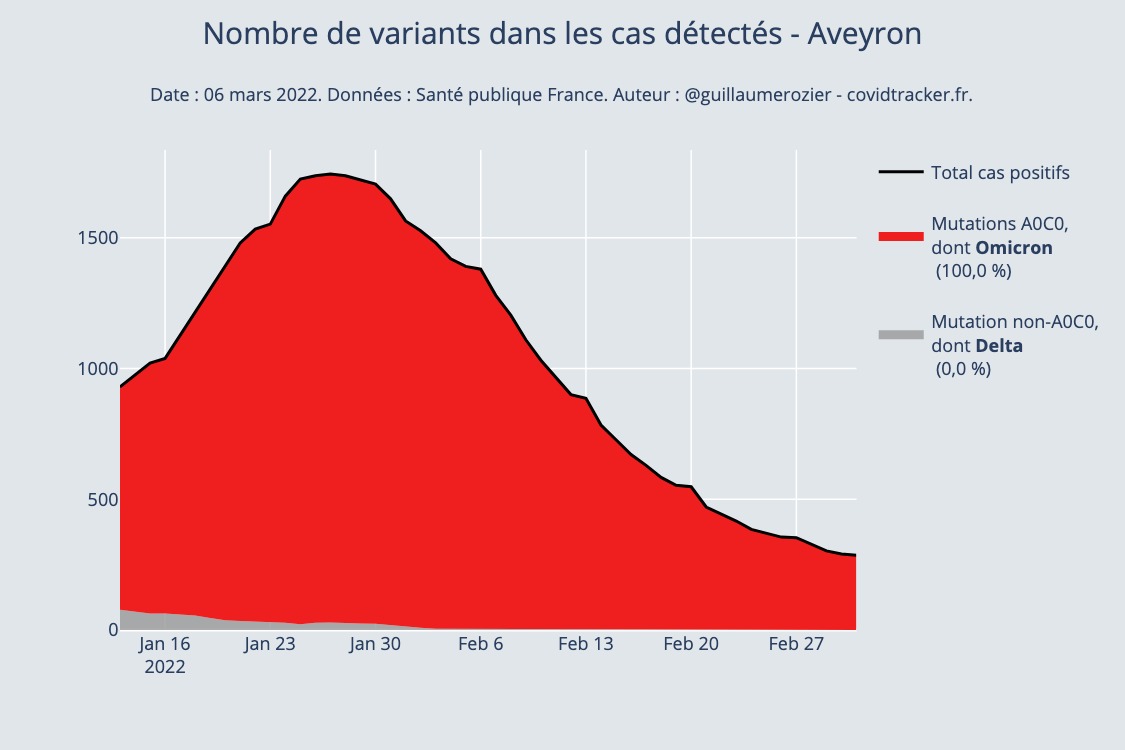 Nombre de variants dans les cas détectés - Aveyron
Date : 06 mars 2022. Données : Santé publique France. Auteur : @guillaumerozier - covidtracker.fr.
Total cas positifs
Mutations A0C0,
dont Omicron
(100,0 %)
Mutation non-A0C0,
dont Delta
(0,0 %)
1500
1000
500
0
Jan 16 Jan 23 Jan 30 Feb 6 Feb 13 Feb 20 Feb 27
2022